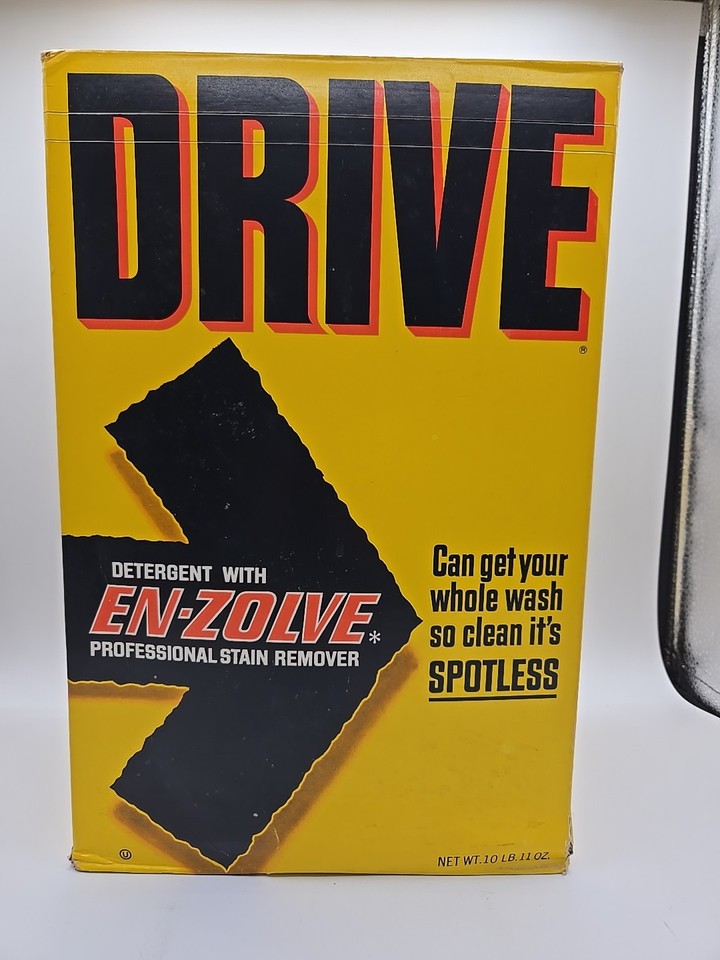 DRIVE
®
DETERGENT WITH
EN·ZOLVE*
PROFESSIONAL STAIN REMOVER
Can get your
whole wash
so clean it's
SPOTLESS
U
NET WT. 10 LB. 11 OZ.